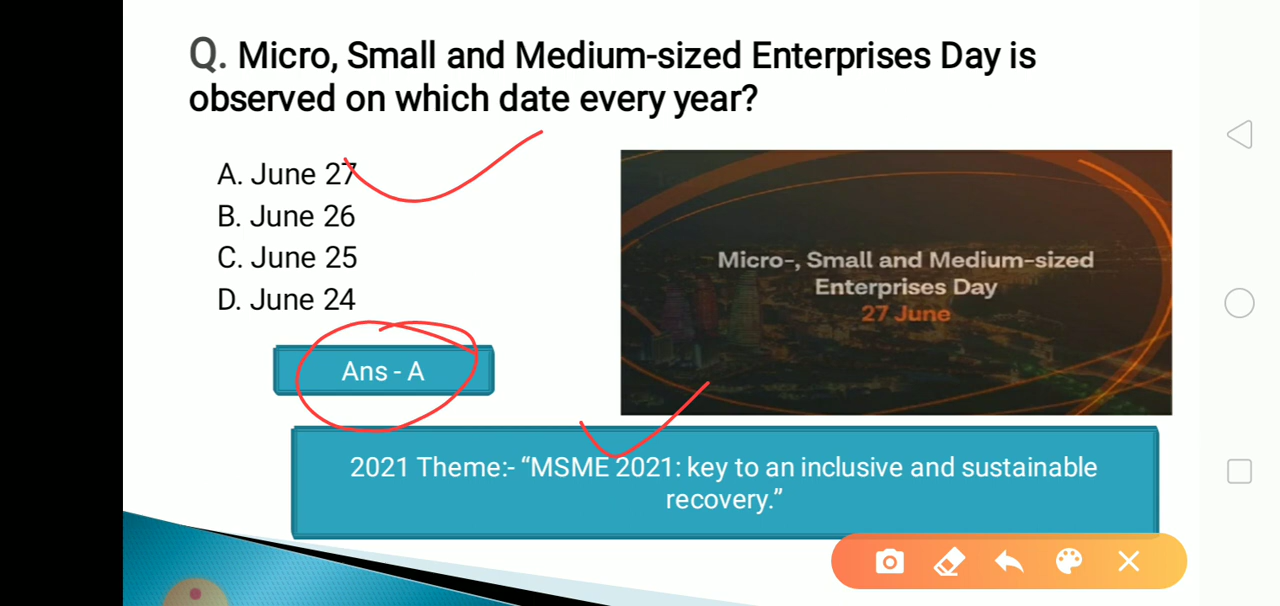 Q. Micro, Small and Medium-sized Enterprises Day is
observed on which date every year?
A. June 27
B. June 26
C. June 25
D. June 24
Micro-, Small and Medium-sized
Enterprises Day
27 June
Ans - A
2021 Theme:- “MSME 2021: key to an inclusive and sustainable
recovery.”